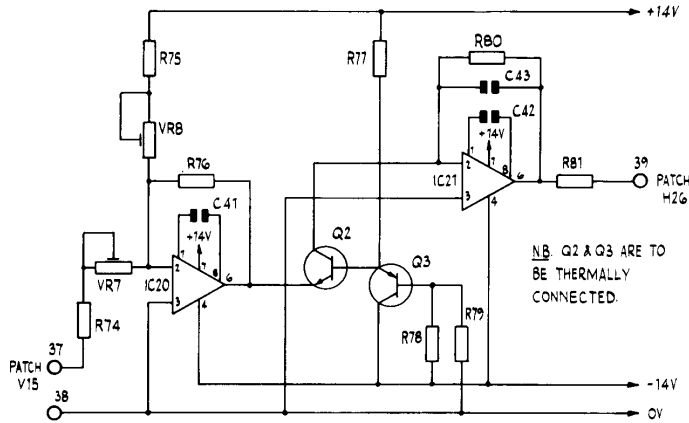 +14V
R75
R77
R80
C43
C42
VR8
+14V
1
7
8
R76
2
6
R81
39
IC21
PATCH
H26
3
4
C41
Q2
+14V
1
7
8
Q3
N.B. Q2 & Q3 ARE TO
BE THERMALLY
CONNECTED.
VR7
2
6
IC20
3
4
R74
R78
R79
37
PATCH
V15
-14V
38
0V